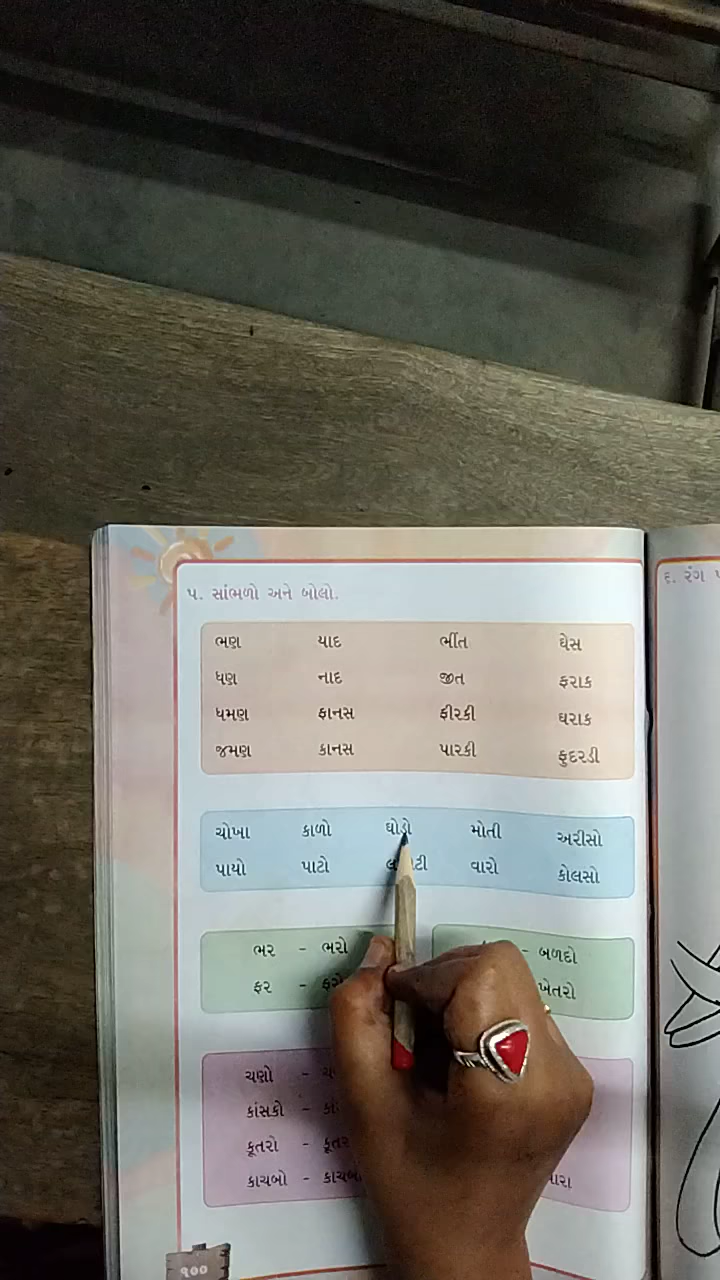 ૫. સાંભળો અને બોલો.
ભણ યાદ ભીંત ઘેસ
ધણ નાદ જીત ફરાક
ધમણ ફાનસ ફીરકી ઘરાક
જમણ કાનસ પારકી ફુદરડી
ચોખા કાળો ઘોડો મોતી અરીસો
પાયો પાટો વારો કોલસો
ભર - ભરો - બળદો
ફર - ખેતરો
ચણો -
કાંસકો -
કૂતરો -
કાચબો -
૧૦૦
૬. રંગ